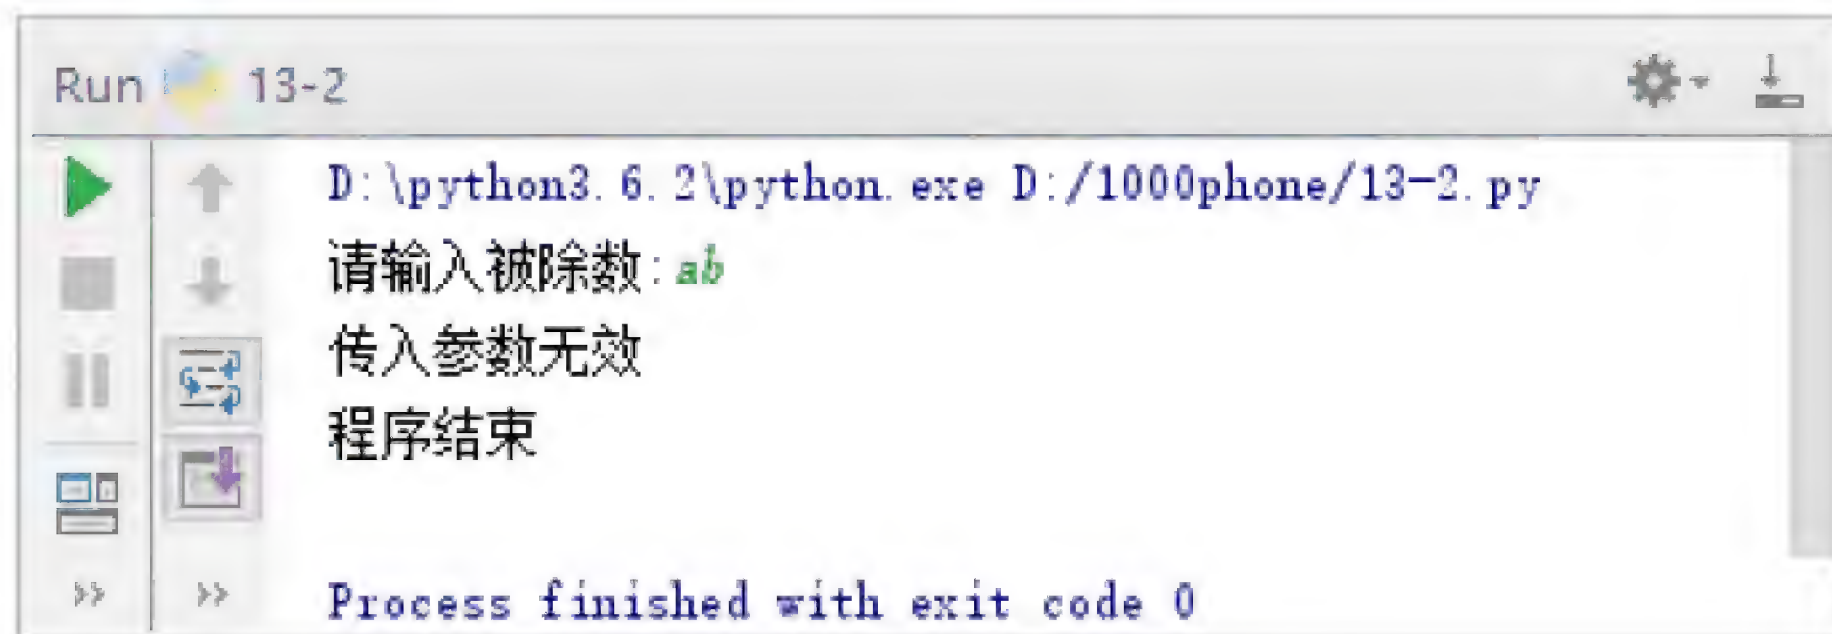 Run 13-2
D:\python3.6.2\python.exe D:/1000phone/13-2.py
请输入被除数:ab
传入参数无效
程序结束
Process finished with exit code 0